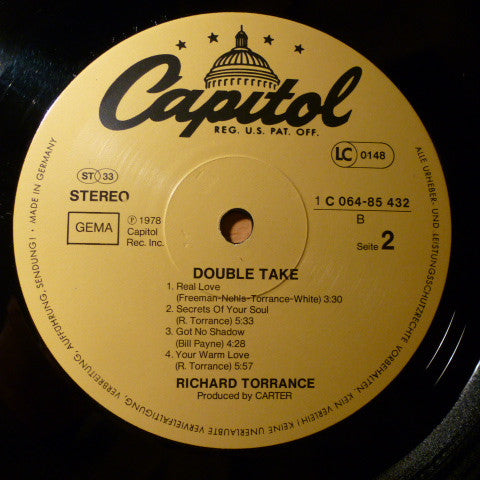 Capitol
REG. U.S. PAT. OFF.
LC 0148
ST 33
STEREO
GEMA
℗ 1978
Capitol
Rec. Inc.
1 C 064-85 432
B
Seite 2
DOUBLE TAKE
1. Real Love
(Freeman-Nehls-Torrance-White) 3:30
2. Secrets Of Your Soul
(R. Torrance) 5:33
3. Got No Shadow
(Bill Payne) 4:28
4. Your Warm Love
(R. Torrance) 5:57
RICHARD TORRANCE
Produced by CARTER
ALLE URHEBER- UND LEISTUNGSSCHUTZRECHTE VORBEHALTEN. KEIN VERLEIH! KEINE UNERLAUBTE VERVIELFÄLTIGUNG, VERBREITUNG, AUFFÜHRUNG, SENDUNG! · MADE IN GERMANY